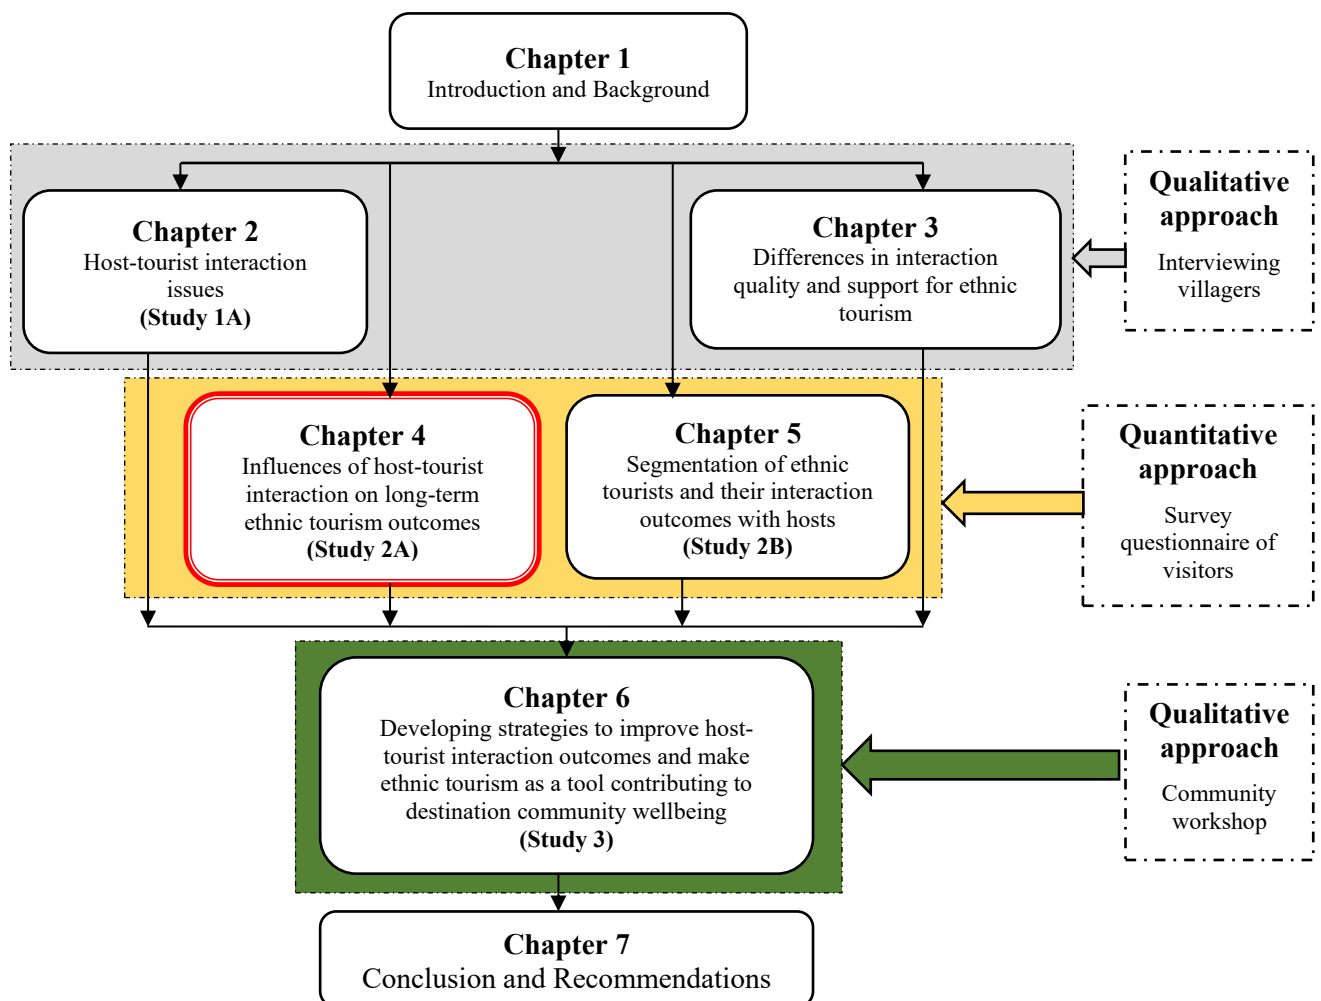 Chapter 1
Introduction and Background
Chapter 2
Host-tourist interaction
issues
(Study 1A)
Chapter 3
Differences in interaction
quality and support for ethnic
tourism
Qualitative
approach
Interviewing
villagers
Chapter 4
Influences of host-tourist
interaction on long-term
ethnic tourism outcomes
(Study 2A)
Chapter 5
Segmentation of ethnic
tourists and their interaction
outcomes with hosts
(Study 2B)
Quantitative
approach
Survey
questionnaire of
visitors
Chapter 6
Developing strategies to improve host-
tourist interaction outcomes and make
ethnic tourism as a tool contributing to
destination community wellbeing
(Study 3)
Qualitative
approach
Community
workshop
Chapter 7
Conclusion and Recommendations